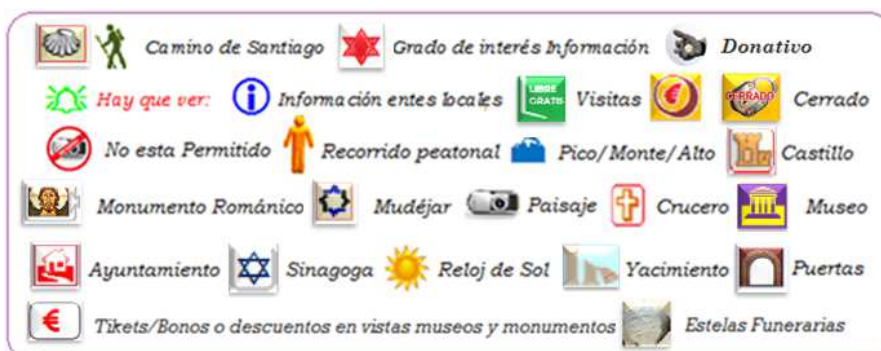 Camino de Santiago Grado de interés Información Donativo
Hay que ver: Información entes locales LIBRE GRATIS Visitas € CERRADO Cerrado
No esta Permitido Recorrido peatonal Pico/Monte/Alto Castillo
Monumento Románico Mudéjar Paisaje Crucero Museo
Ayuntamiento Sinagoga Reloj de Sol Yacimiento Puertas
€ Tikets/Bonos o descuentos en vistas museos y monumentos Estelas Funerarias